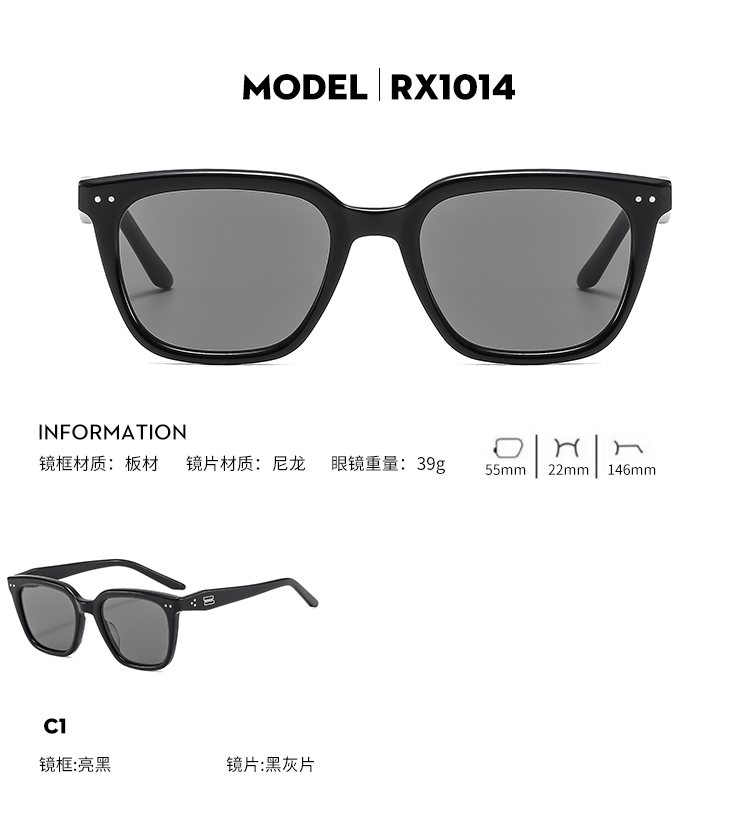 MODEL RX1014
INFORMATION
镜框材质：板材 镜片材质：尼龙 眼镜重量：39g
55mm 22mm 146mm
C1
镜框:亮黑 镜片:黑灰片